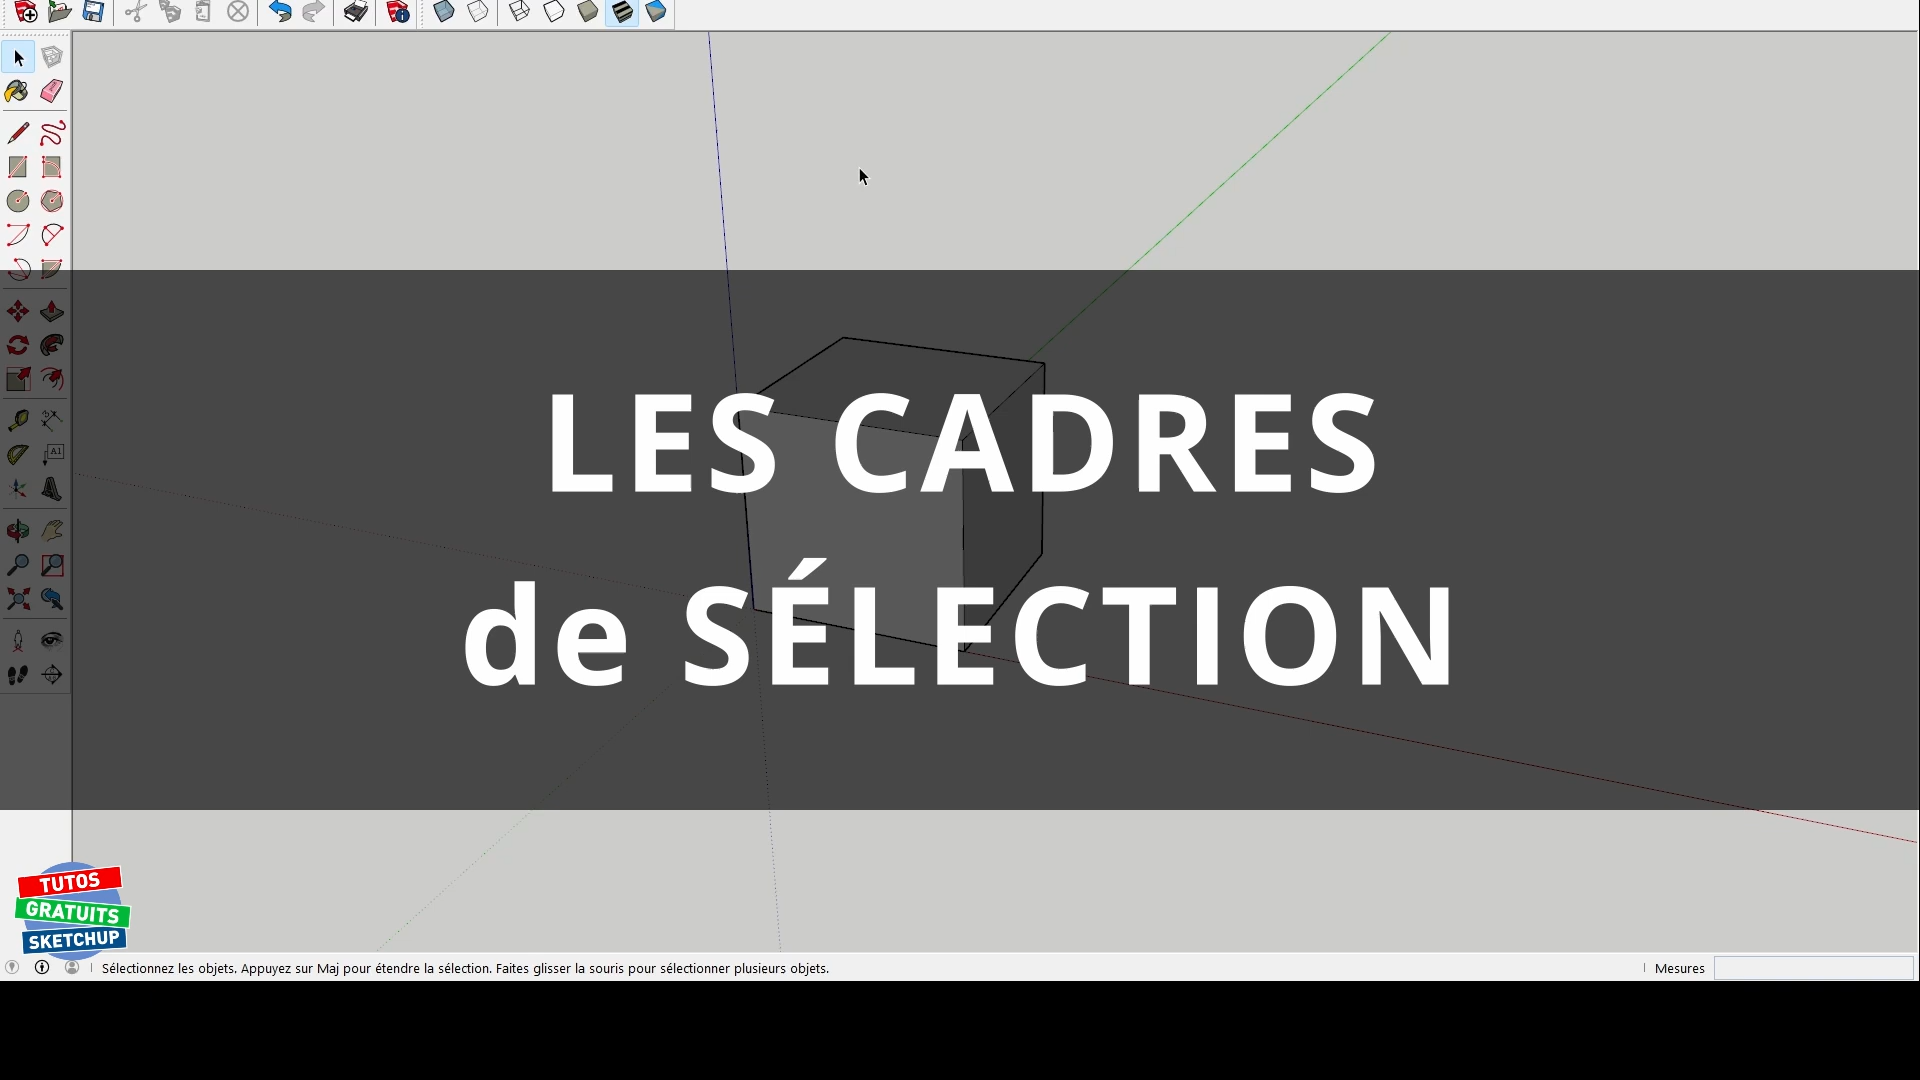 A1
LES CADRES
de SÉLECTION
TUTOS
GRATUITS
SKETCHUP
Sélectionnez les objets. Appuyez sur Maj pour étendre la sélection. Faites glisser la souris pour sélectionner plusieurs objets.
Mesures